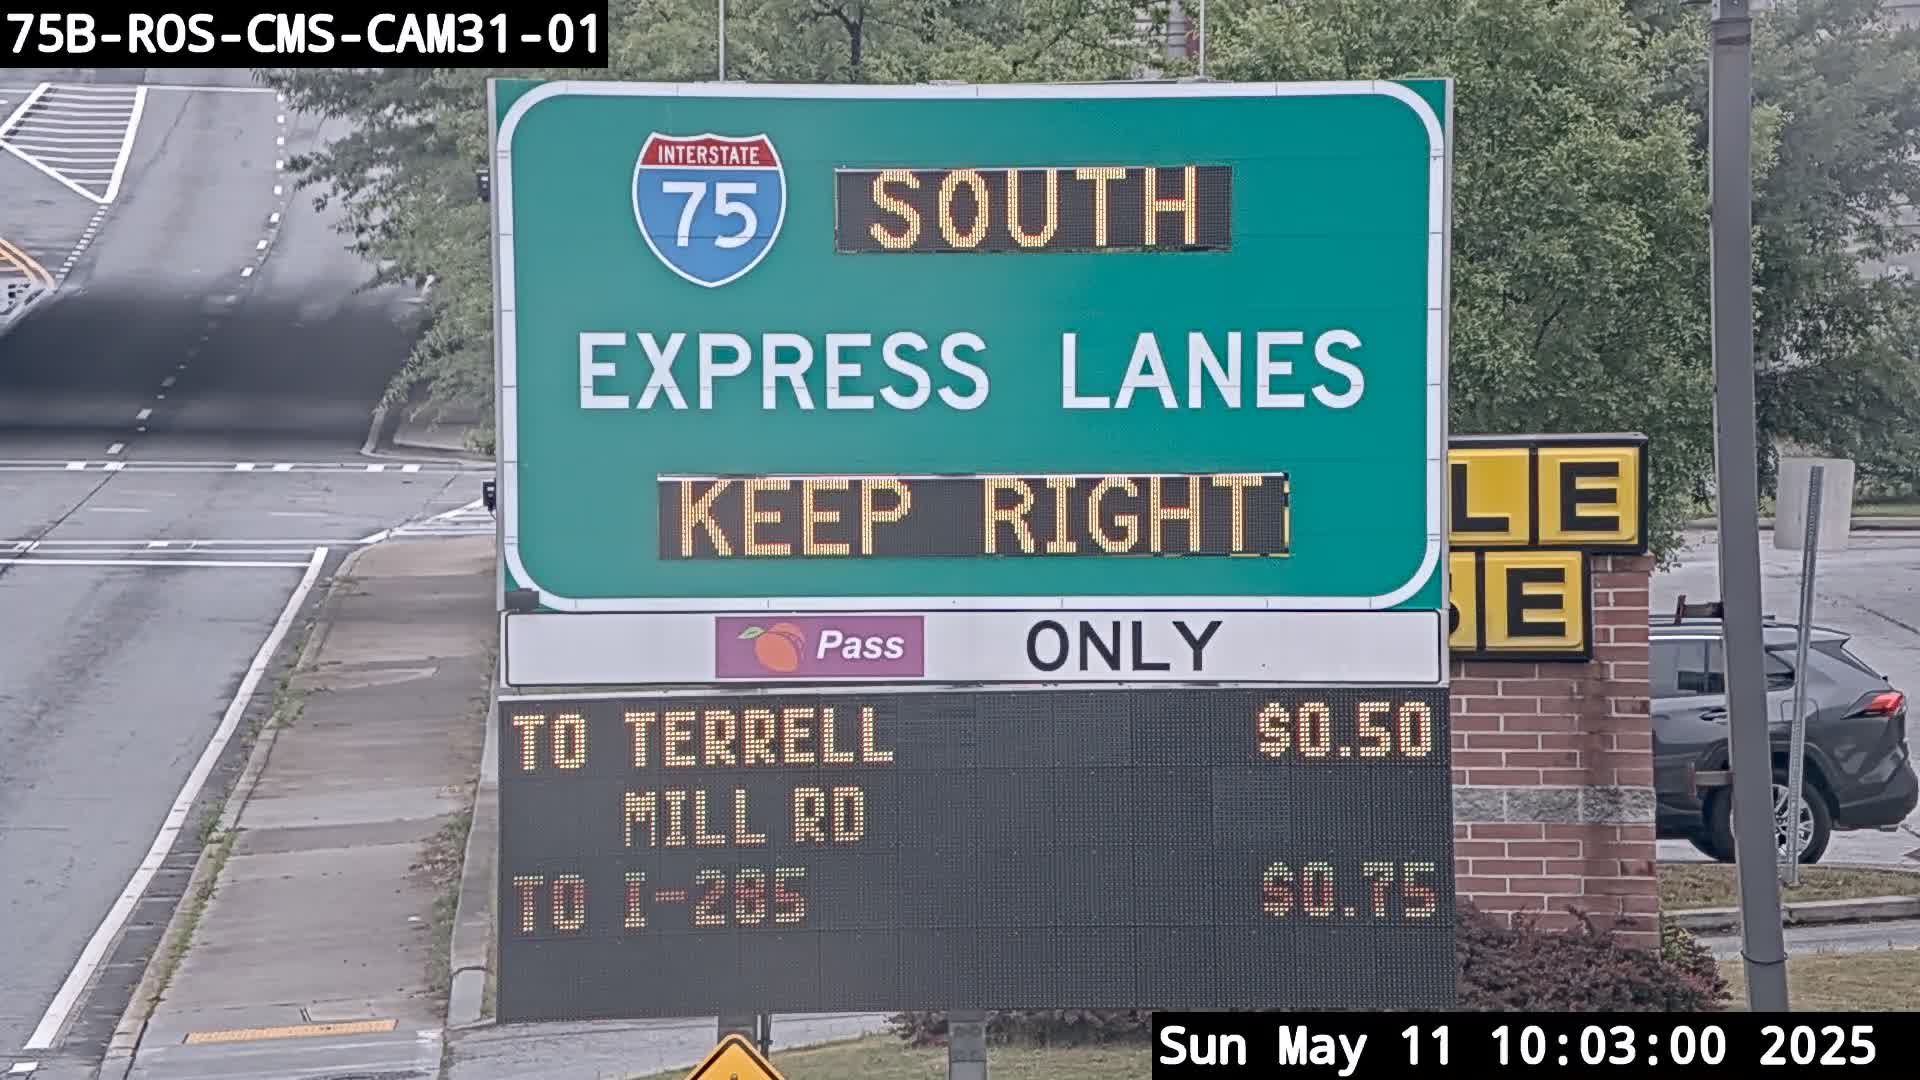 75B-ROS-CMS-CAM31-01
INTERSTATE
75
SOUTH
EXPRESS LANES
KEEP RIGHT
Pass ONLY
TO TERRELL $0.50
MILL RD
TO I-285 $0.75
LE
E
Sun May 11 10:03:00 2025